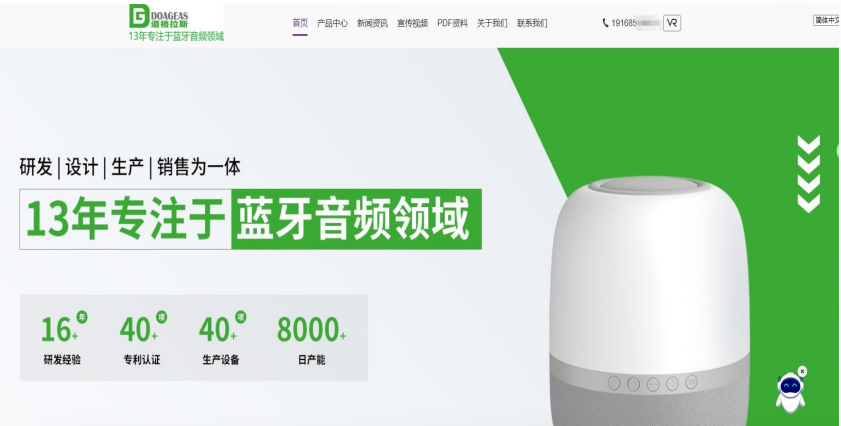 DOAGEAS
道格拉斯
13年专注于蓝牙音频领域
首页 产品中心 新闻资讯 宣传视频 PDF资料 关于我们 联系我们
191685
VR
简体中文
研发|设计|生产|销售为一体
13年专注于蓝牙音频领域
16+年 40+项 40+项 8000+
研发经验 专利认证 生产设备 日产能